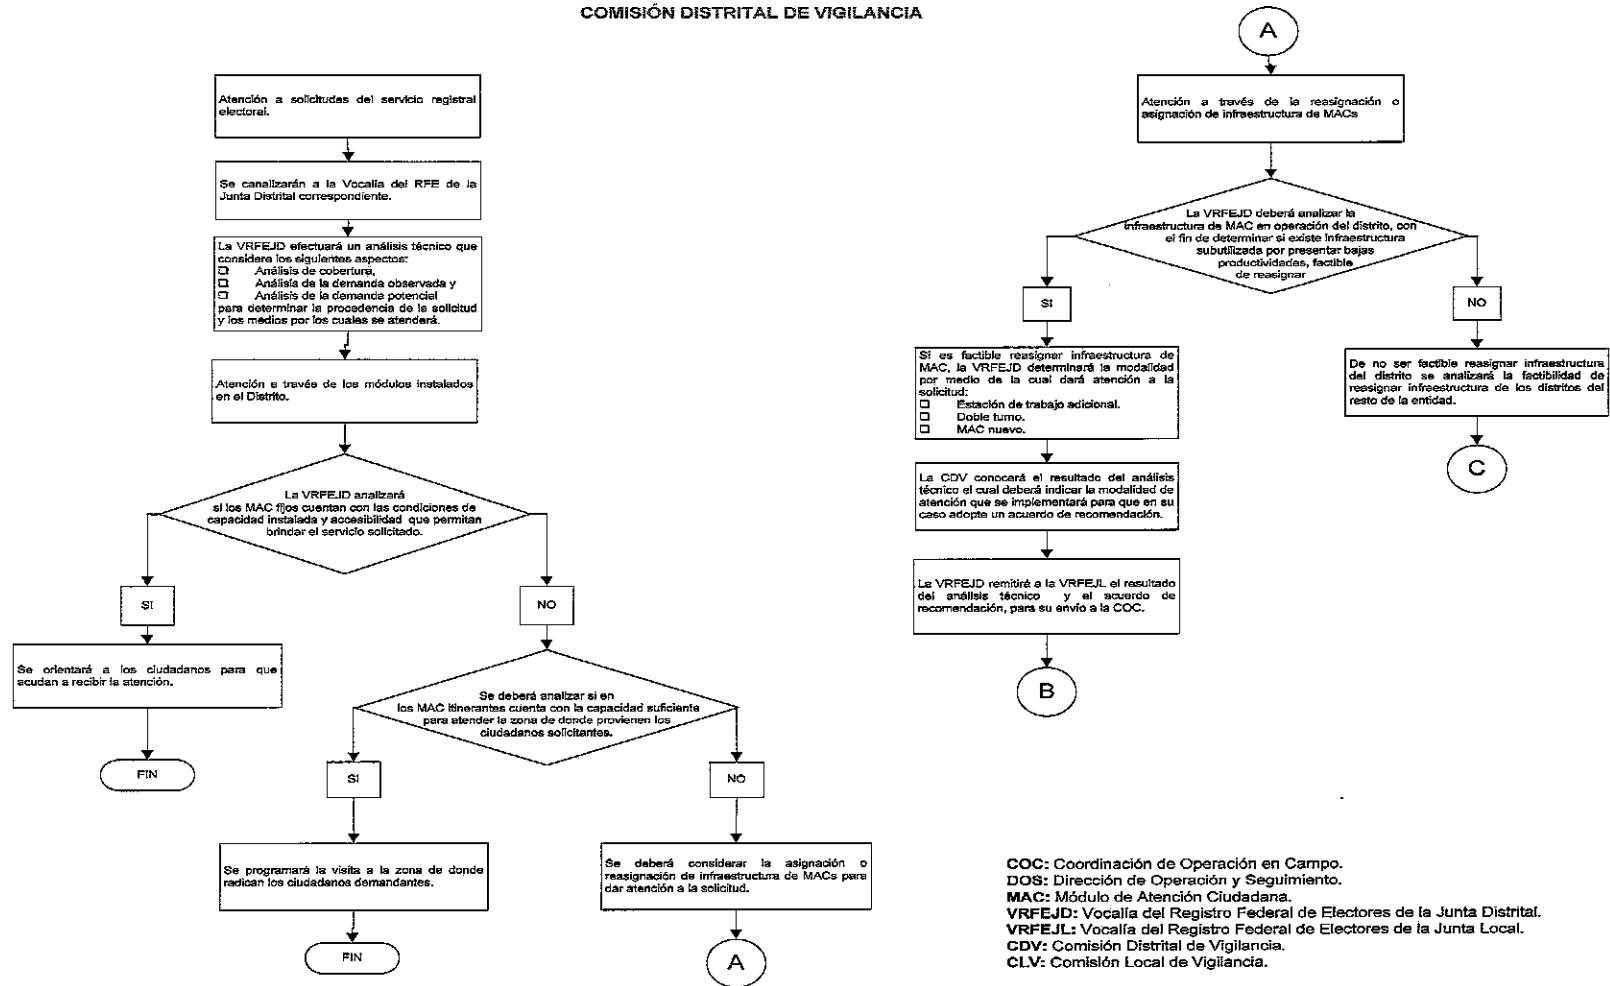 COMISIÓN DISTRITAL DE VIGILANCIA
Atención a solicitudes del servicio registral
electoral.
Se canalizarán a la Vocalía del RFE de la
Junta Distrital correspondiente.
La VRFEJD efectuará un análisis técnico que
considere los siguientes aspectos:
Análisis de cobertura,
Análisis de la demanda observada y
Análisis de la demanda potencial
para determinar la procedencia de la solicitud
y los medios por los cuales se atenderá.
Atención a través de los módulos instalados
en el Distrito.
La VRFEJD analizará
si los MAC fijos cuentan con las condiciones de
capacidad instalada y accesibilidad que permitan
brindar el servicio solicitado.
SI
NO
Se orientará a los ciudadanos para que
acudan a recibir la atención.
FIN
Se deberá analizar si en
los MAC itinerantes cuenta con la capacidad suficiente
para atender la zona de donde provienen los
ciudadanos solicitantes.
SI
NO
Se programará la visita a la zona de donde
radican los ciudadanos demandantes.
FIN
Se deberá considerar la asignación o
reasignación de infraestructura de MACs para
dar atención a la solicitud.
A
A
Atención a través de la reasignación o
asignación de infraestructura de MACs
La VRFEJD deberá analizar la
infraestructura de MAC en operación del distrito, con
el fin de determinar si existe infraestructura
subutilizada por presentar bajas
productividades, factible
de reasignar
SI
NO
Si es factible reasignar infraestructura de
MAC, la VRFEJD determinará la modalidad
por medio de la cual dará atención a la
solicitud:
Estación de trabajo adicional.
Doble turno.
MAC nuevo.
La CDV conocerá el resultado del análisis
técnico el cual deberá indicar la modalidad de
atención que se implementará para que en su
caso adopte un acuerdo de recomendación.
La VRFEJD remitirá a la VRFEJL el resultado
del análisis técnico y el acuerdo de
recomendación, para su envío a la COC.
B
De no ser factible reasignar infraestructura
del distrito se analizará la factibilidad de
reasignar infraestructura de los distritos del
resto de la entidad.
C
COC: Coordinación de Operación en Campo.
DOS: Dirección de Operación y Seguimiento.
MAC: Módulo de Atención Ciudadana.
VRFEJD: Vocalía del Registro Federal de Electores de la Junta Distrital.
VRFEJL: Vocalía del Registro Federal de Electores de la Junta Local.
CDV: Comisión Distrital de Vigilancia.
CLV: Comisión Local de Vigilancia.